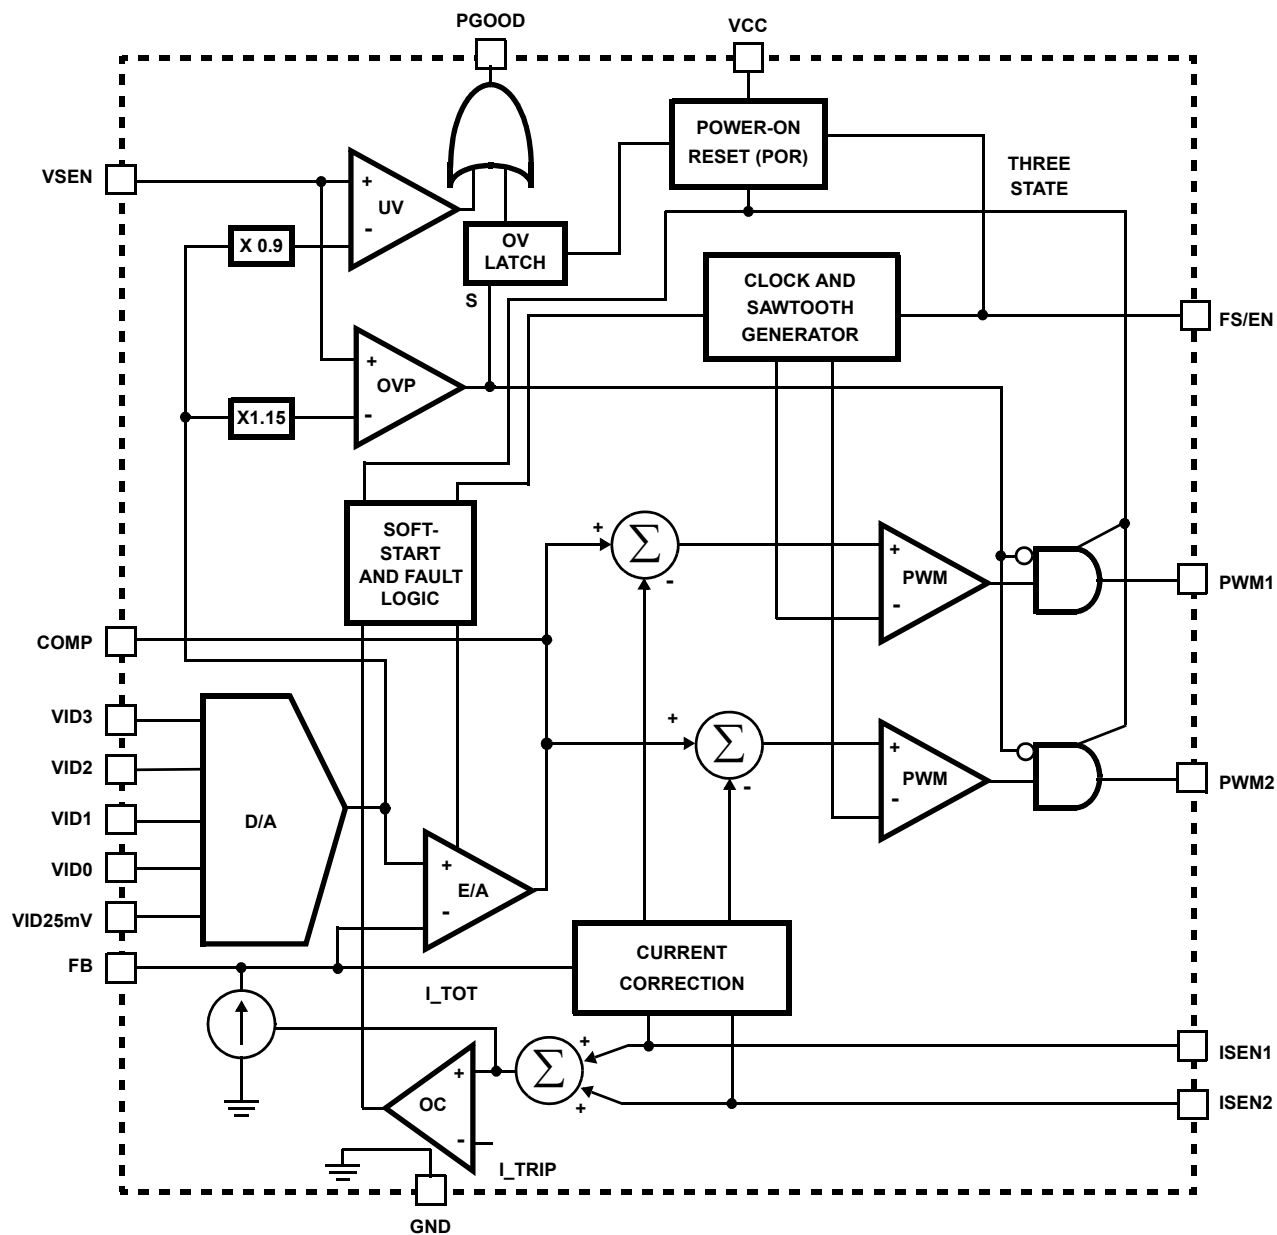 PGOOD
VCC
POWER-ON
RESET (POR)
THREE
STATE
VSEN
+
UV
-
X 0.9
OV
LATCH
S
CLOCK AND
SAWTOOTH
GENERATOR
FS/EN
+
OVP
-
X1.15
SOFT-
START
AND FAULT
LOGIC
+
Σ
-
+
PWM
-
PWM1
COMP
VID3
VID2
VID1
VID0
VID25mV
D/A
+
Σ
-
+
PWM
-
PWM2
+
E/A
-
FB
I_TOT
CURRENT
CORRECTION
+
Σ
+
ISEN1
ISEN2
+
OC
-
I_TRIP
GND